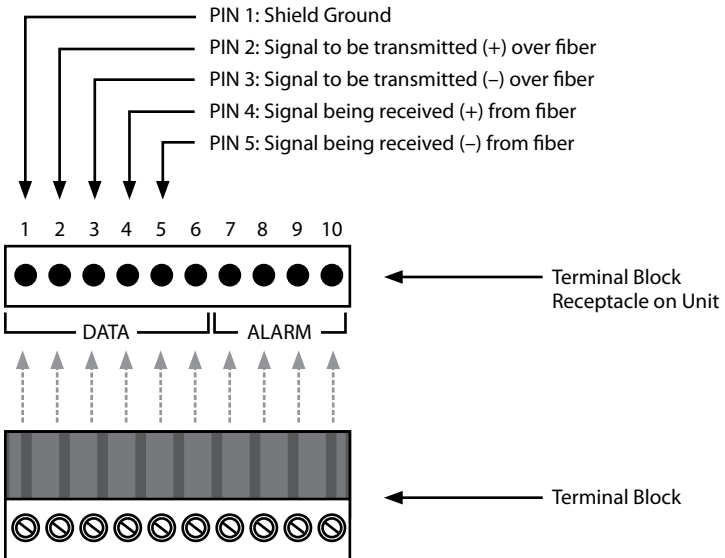 PIN 1: Shield Ground
PIN 2: Signal to be transmitted (+) over fiber
PIN 3: Signal to be transmitted (–) over fiber
PIN 4: Signal being received (+) from fiber
PIN 5: Signal being received (–) from fiber
1 2 3 4 5 6 7 8 9 10
Terminal Block
Receptacle on Unit
DATA ALARM
Terminal Block